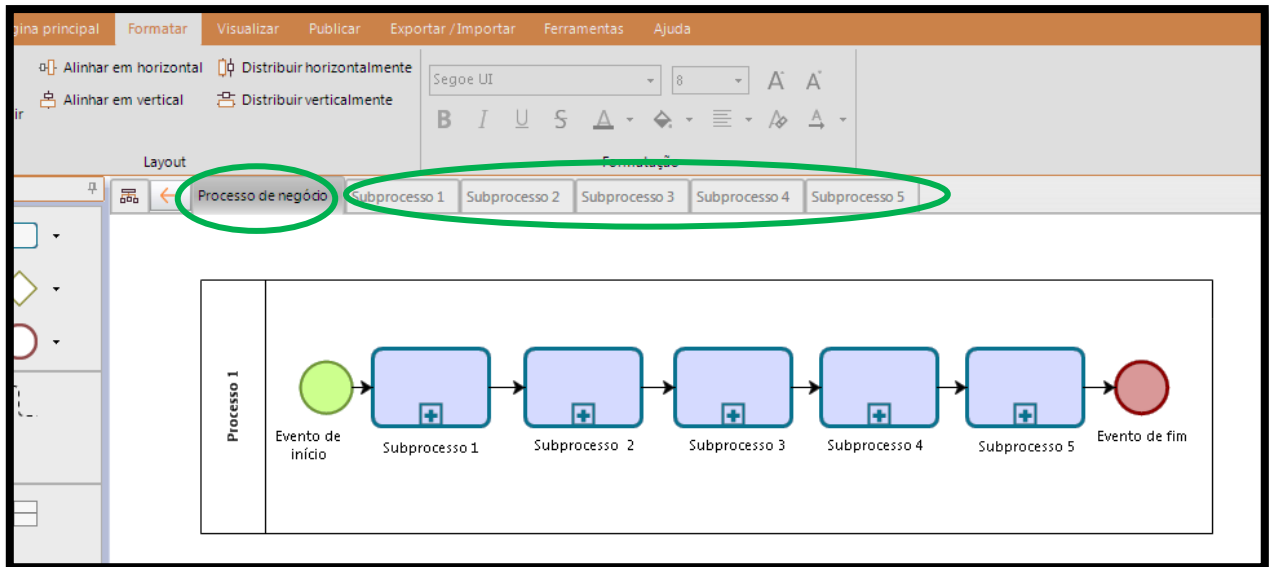 gina principal Formatar Visualizar Publicar Exportar / Importar Ferramentas Ajuda
Alinhar em horizontal Distribuir horizontalmente
Segoe UI 8 A A
Alinhar em vertical Distribuir verticalmente
ir
B I U S A A
Layout Formatação
Processo de negócio Subprocesso 1 Subprocesso 2 Subprocesso 3 Subprocesso 4 Subprocesso 5
Processo 1
Evento de
início
Subprocesso 1
Subprocesso 2
Subprocesso 3
Subprocesso 4
Subprocesso 5
Evento de fim